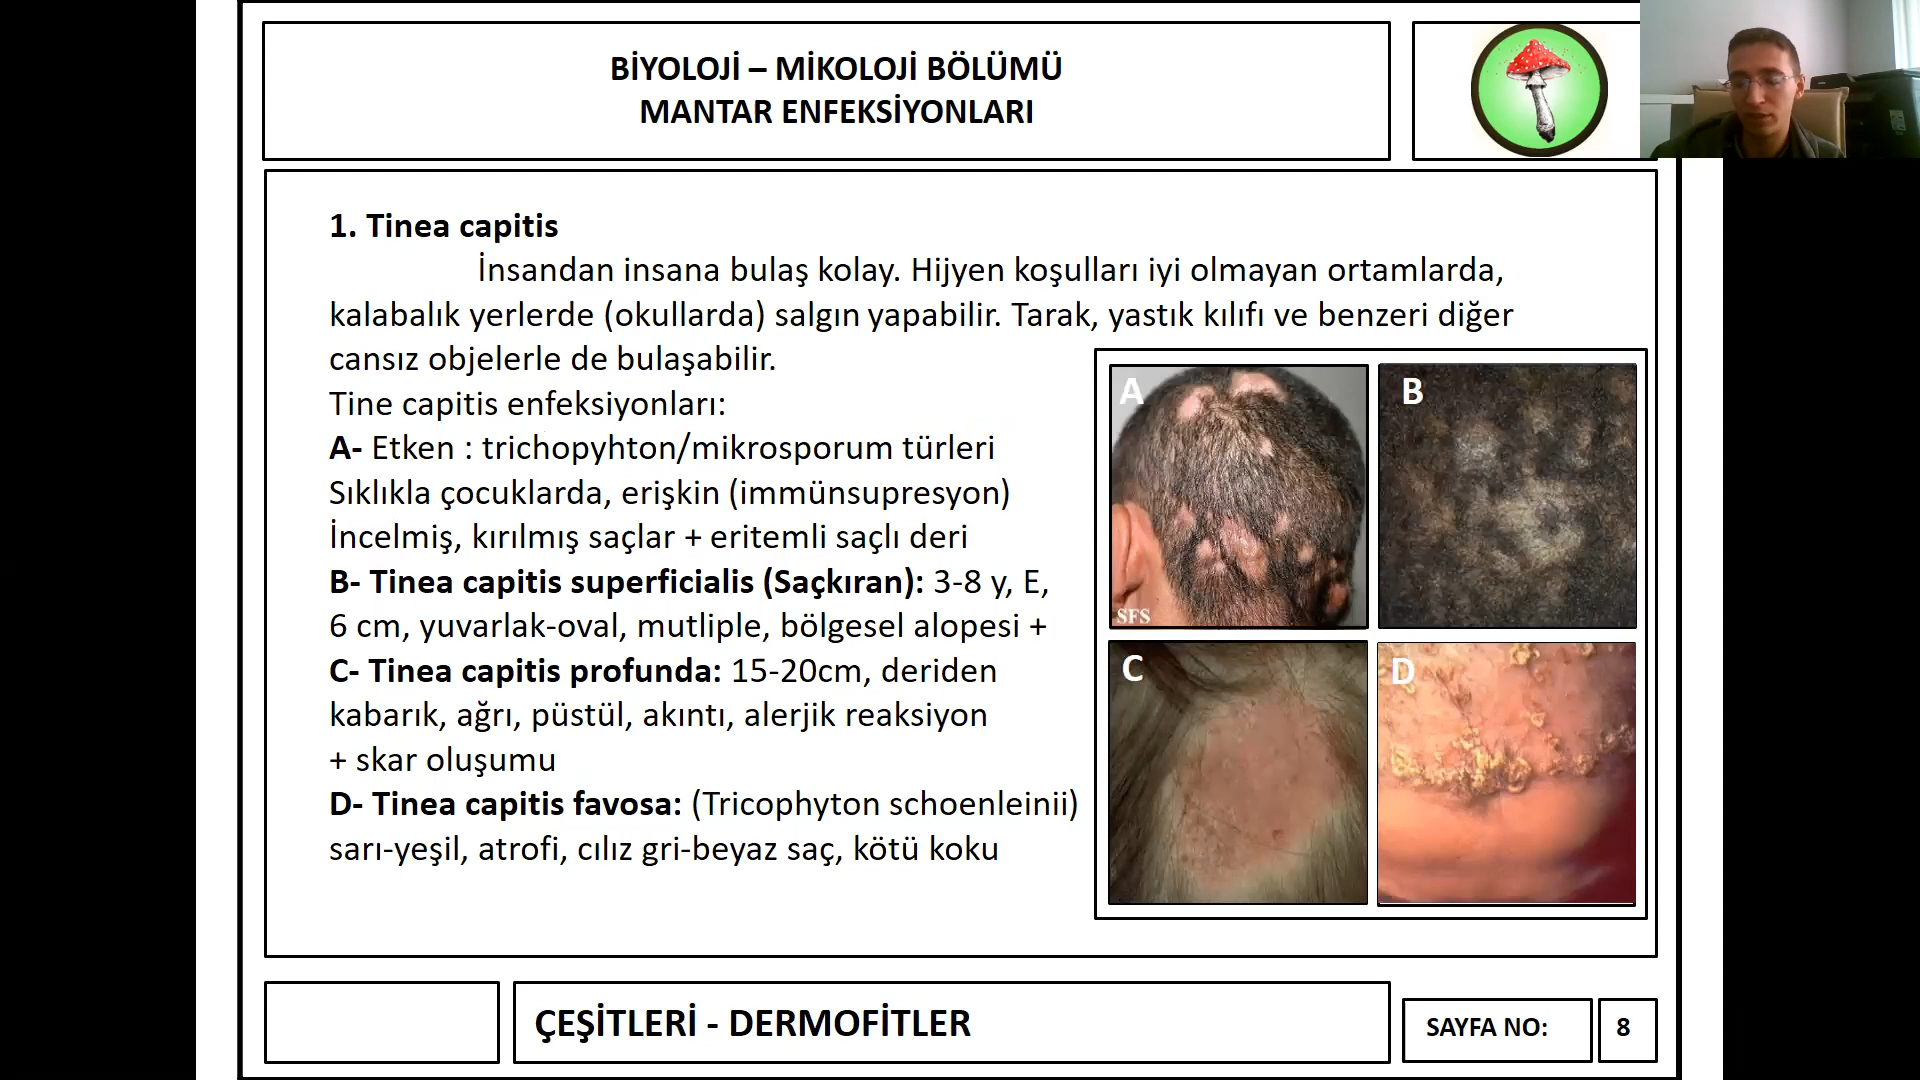 BİYOLOJİ – MİKOLOJİ BÖLÜMÜ
MANTAR ENFEKSİYONLARI
1. Tinea capitis
İnsandan insana bulaş kolay. Hijyen koşulları iyi olmayan ortamlarda,
kalabalık yerlerde (okullarda) salgın yapabilir. Tarak, yastık kılıfı ve benzeri diğer
cansız objelerle de bulaşabilir.
Tine capitis enfeksiyonları:
A- Etken : trichopyhton/mikrosporum türleri
Sıklıkla çocuklarda, erişkin (immünsupresyon)
İncelmiş, kırılmış saçlar + eritemli saçlı deri
B- Tinea capitis superficialis (Saçkıran): 3-8 y, E,
6 cm, yuvarlak-oval, mutliple, bölgesel alopesi +
C- Tinea capitis profunda: 15-20cm, deriden
kabarık, ağrı, püstül, akıntı, alerjik reaksiyon
+ skar oluşumu
D- Tinea capitis favosa: (Tricophyton schoenleinii)
sarı-yeşil, atrofi, cılız gri-beyaz saç, kötü koku
A
B
SFS
C
D
ÇEŞİTLERİ - DERMOFİTLER
SAYFA NO:
8